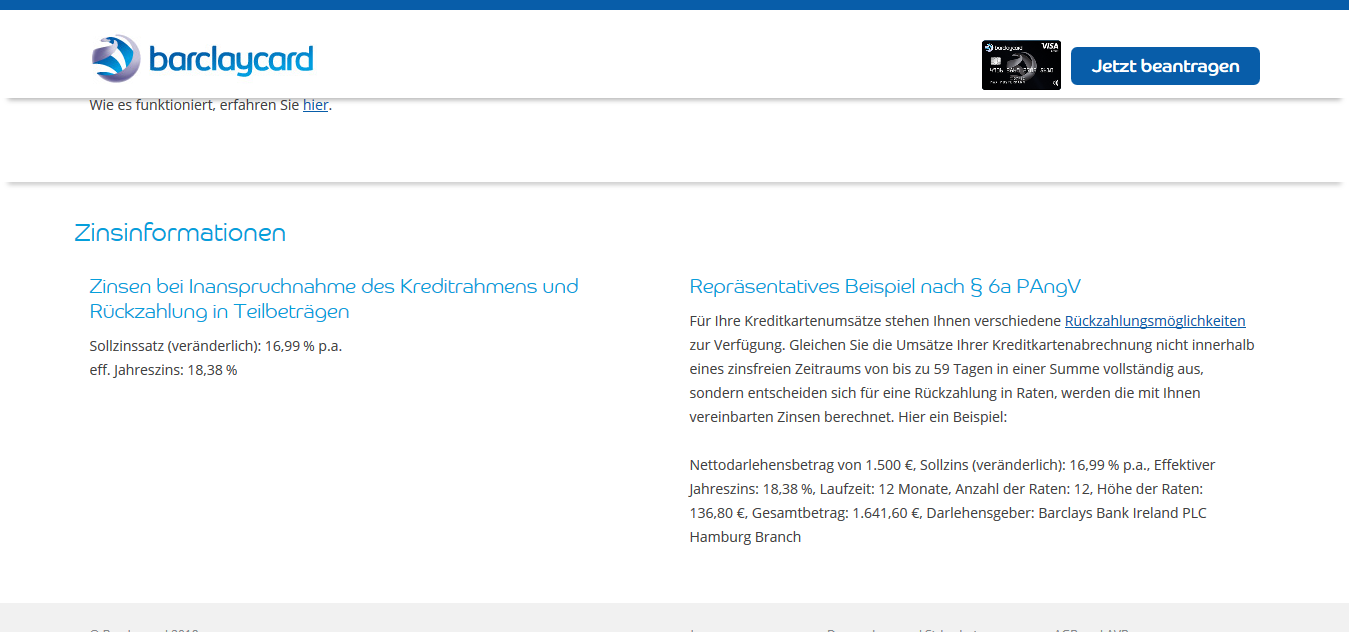 barclaycard
barclaycard VISA
Jetzt beantragen
Wie es funktioniert, erfahren Sie hier.
Zinsinformationen
Zinsen bei Inanspruchnahme des Kreditrahmens und
Rückzahlung in Teilbeträgen
Sollzinssatz (veränderlich): 16,99 % p.a.
eff. Jahreszins: 18,38 %
Repräsentatives Beispiel nach § 6a PAngV
Für Ihre Kreditkartenumsätze stehen Ihnen verschiedene Rückzahlungsmöglichkeiten
zur Verfügung. Gleichen Sie die Umsätze Ihrer Kreditkartenabrechnung nicht innerhalb
eines zinsfreien Zeitraums von bis zu 59 Tagen in einer Summe vollständig aus,
sondern entscheiden sich für eine Rückzahlung in Raten, werden die mit Ihnen
vereinbarten Zinsen berechnet. Hier ein Beispiel:
Nettodarlehensbetrag von 1.500 €, Sollzins (veränderlich): 16,99 % p.a., Effektiver
Jahreszins: 18,38 %, Laufzeit: 12 Monate, Anzahl der Raten: 12, Höhe der Raten:
136,80 €, Gesamtbetrag: 1.641,60 €, Darlehensgeber: Barclays Bank Ireland PLC
Hamburg Branch